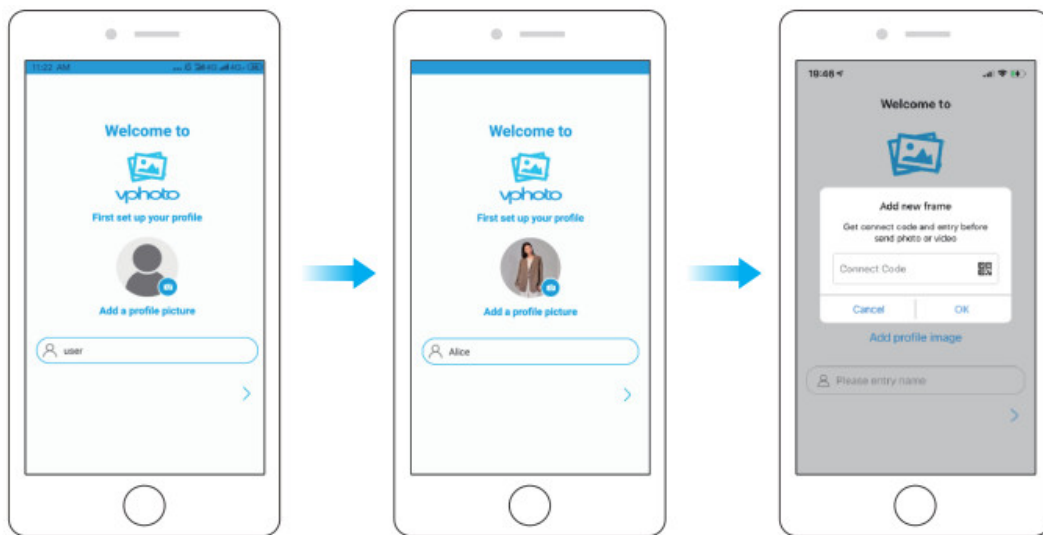 11:22 AM
Welcome to
vphoto
First set up your profile
Add a profile picture
user
Welcome to
vphoto
First set up your profile
Add a profile picture
Alice
19:46
Welcome to
Add new frame
Get connect code and entry before
send photo or video
Connect Code
Cancel
OK
Add profile image
Please entry name